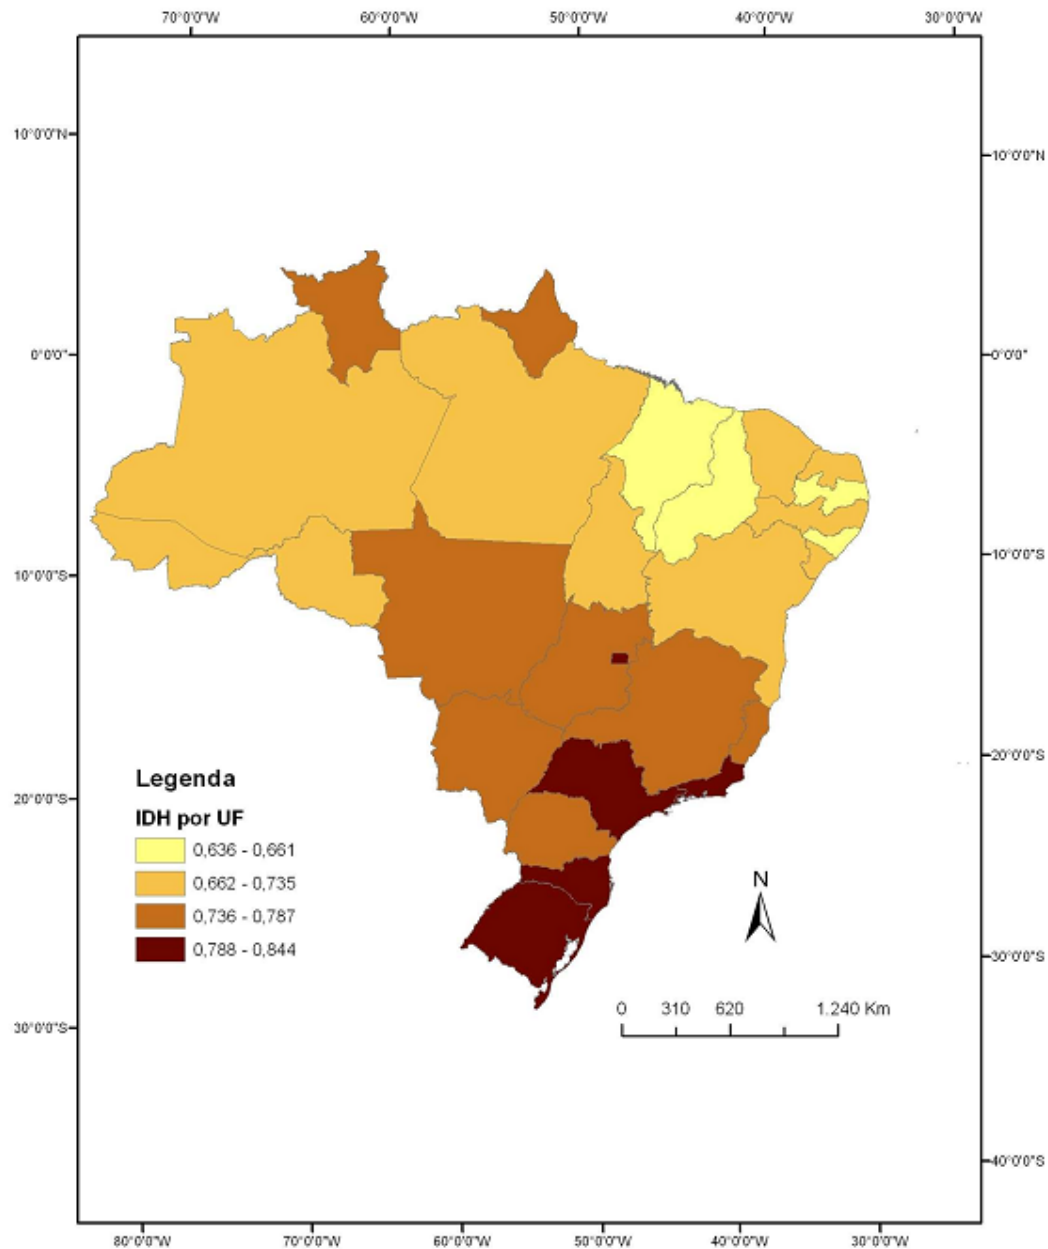 70°0'0"W 60°0'0"W 50°0'0"W 40°0'0"W 30°0'0"W
10°0'0"N
10°0'0"N
0°0'0"
0°0'0"
10°0'0"S
10°0'0"S
20°0'0"S
Legenda
IDH por UF
20°0'0"S
0,636 - 0,661
0,662 - 0,735
0,736 - 0,787
0,788 - 0,844
N
30°0'0"S
0 310 620 1.240 Km
30°0'0"S
40°0'0"S
80°0'0"W 70°0'0"W 60°0'0"W 50°0'0"W 40°0'0"W 30°0'0"W